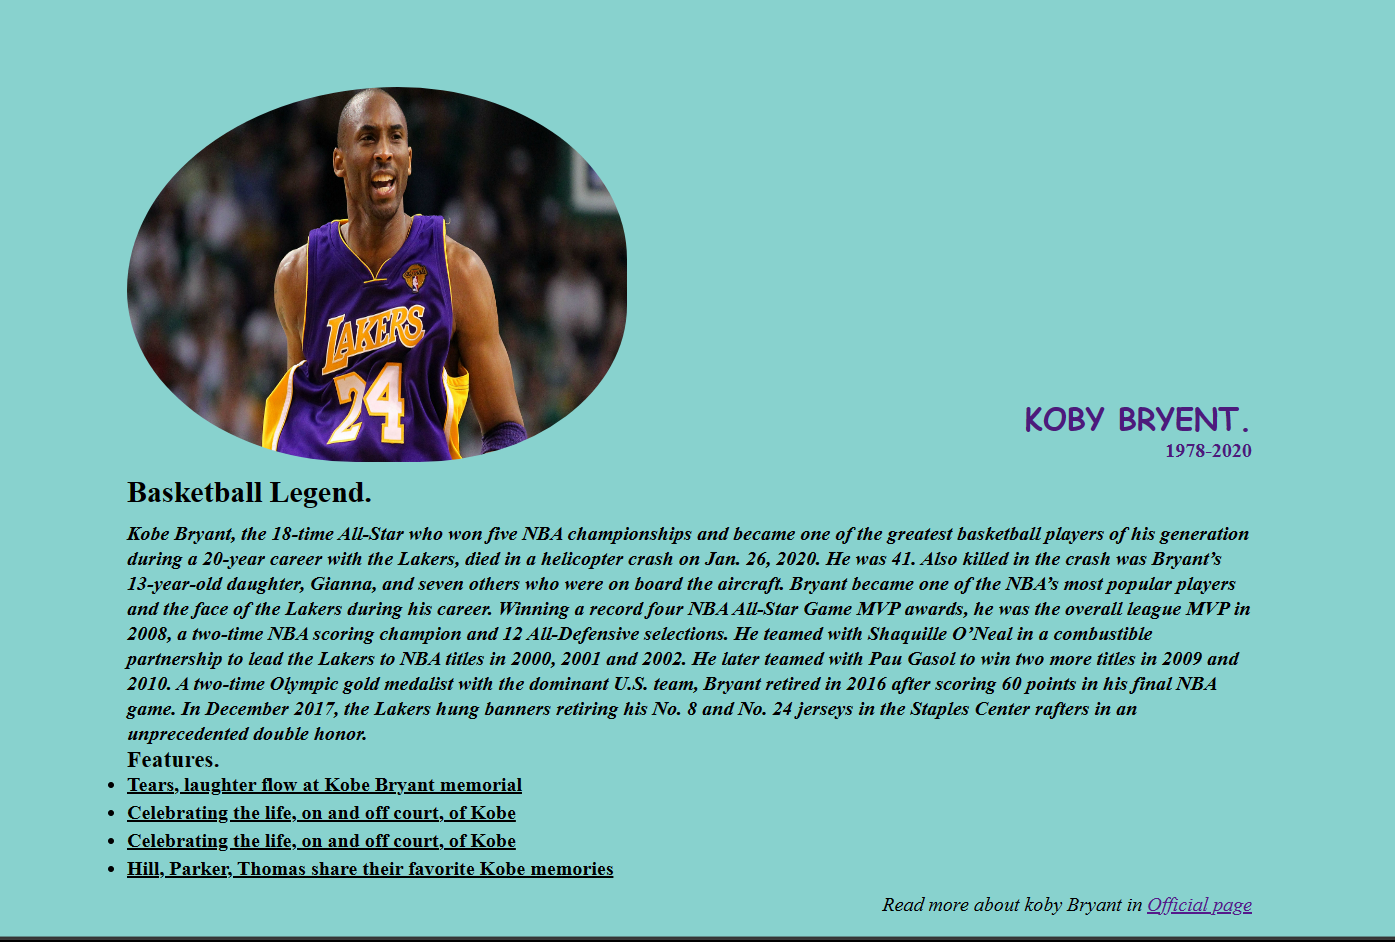 LAKERS
24
KOBY BRYENT.
1978-2020
Basketball Legend.
Kobe Bryant, the 18-time All-Star who won five NBA championships and became one of the greatest basketball players of his generation
during a 20-year career with the Lakers, died in a helicopter crash on Jan. 26, 2020. He was 41. Also killed in the crash was Bryant’s
13-year-old daughter, Gianna, and seven others who were on board the aircraft. Bryant became one of the NBA’s most popular players
and the face of the Lakers during his career. Winning a record four NBA All-Star Game MVP awards, he was the overall league MVP in
2008, a two-time NBA scoring champion and 12 All-Defensive selections. He teamed with Shaquille O’Neal in a combustible
partnership to lead the Lakers to NBA titles in 2000, 2001 and 2002. He later teamed with Pau Gasol to win two more titles in 2009 and
2010. A two-time Olympic gold medalist with the dominant U.S. team, Bryant retired in 2016 after scoring 60 points in his final NBA
game. In December 2017, the Lakers hung banners retiring his No. 8 and No. 24 jerseys in the Staples Center rafters in an
unprecedented double honor.
Features.
Tears, laughter flow at Kobe Bryant memorial
Celebrating the life, on and off court, of Kobe
Celebrating the life, on and off court, of Kobe
Hill, Parker, Thomas share their favorite Kobe memories
Read more about koby Bryant in Official page